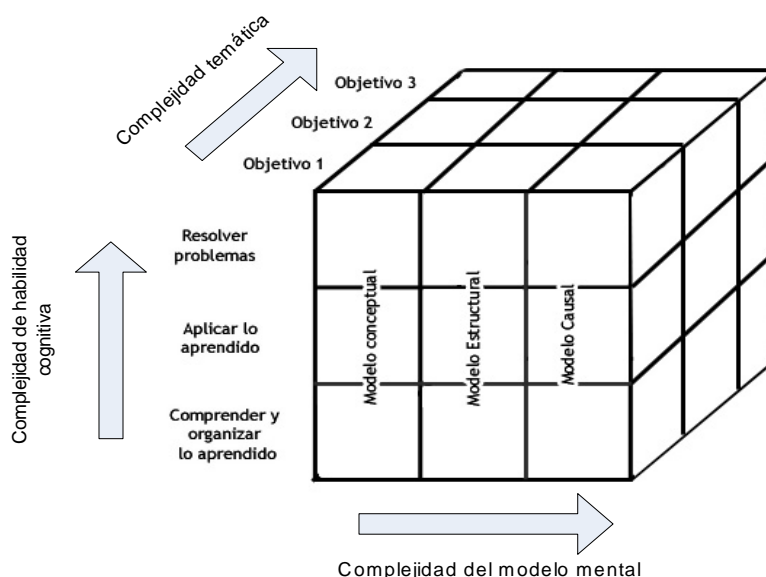 Complejidad temática
Objetivo 3
Objetivo 2
Objetivo 1
Complejidad de habilidad
cognitiva
Resolver
problemas
Aplicar lo
aprendido
Comprender y
organizar
lo aprendido
Modelo conceptual
Modelo Estructural
Modelo Causal
Complejidad del modelo mental